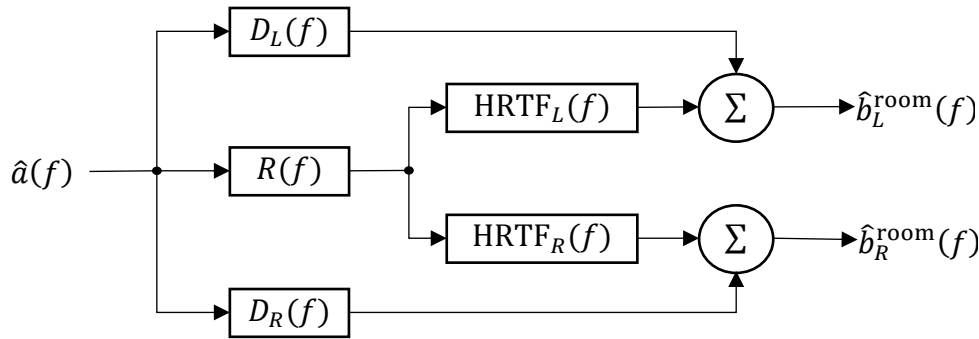 D_L(f)
HRTF_L(f)
Σ
b̂_L^room(f)
â(f)
R(f)
HRTF_R(f)
Σ
b̂_R^room(f)
D_R(f)